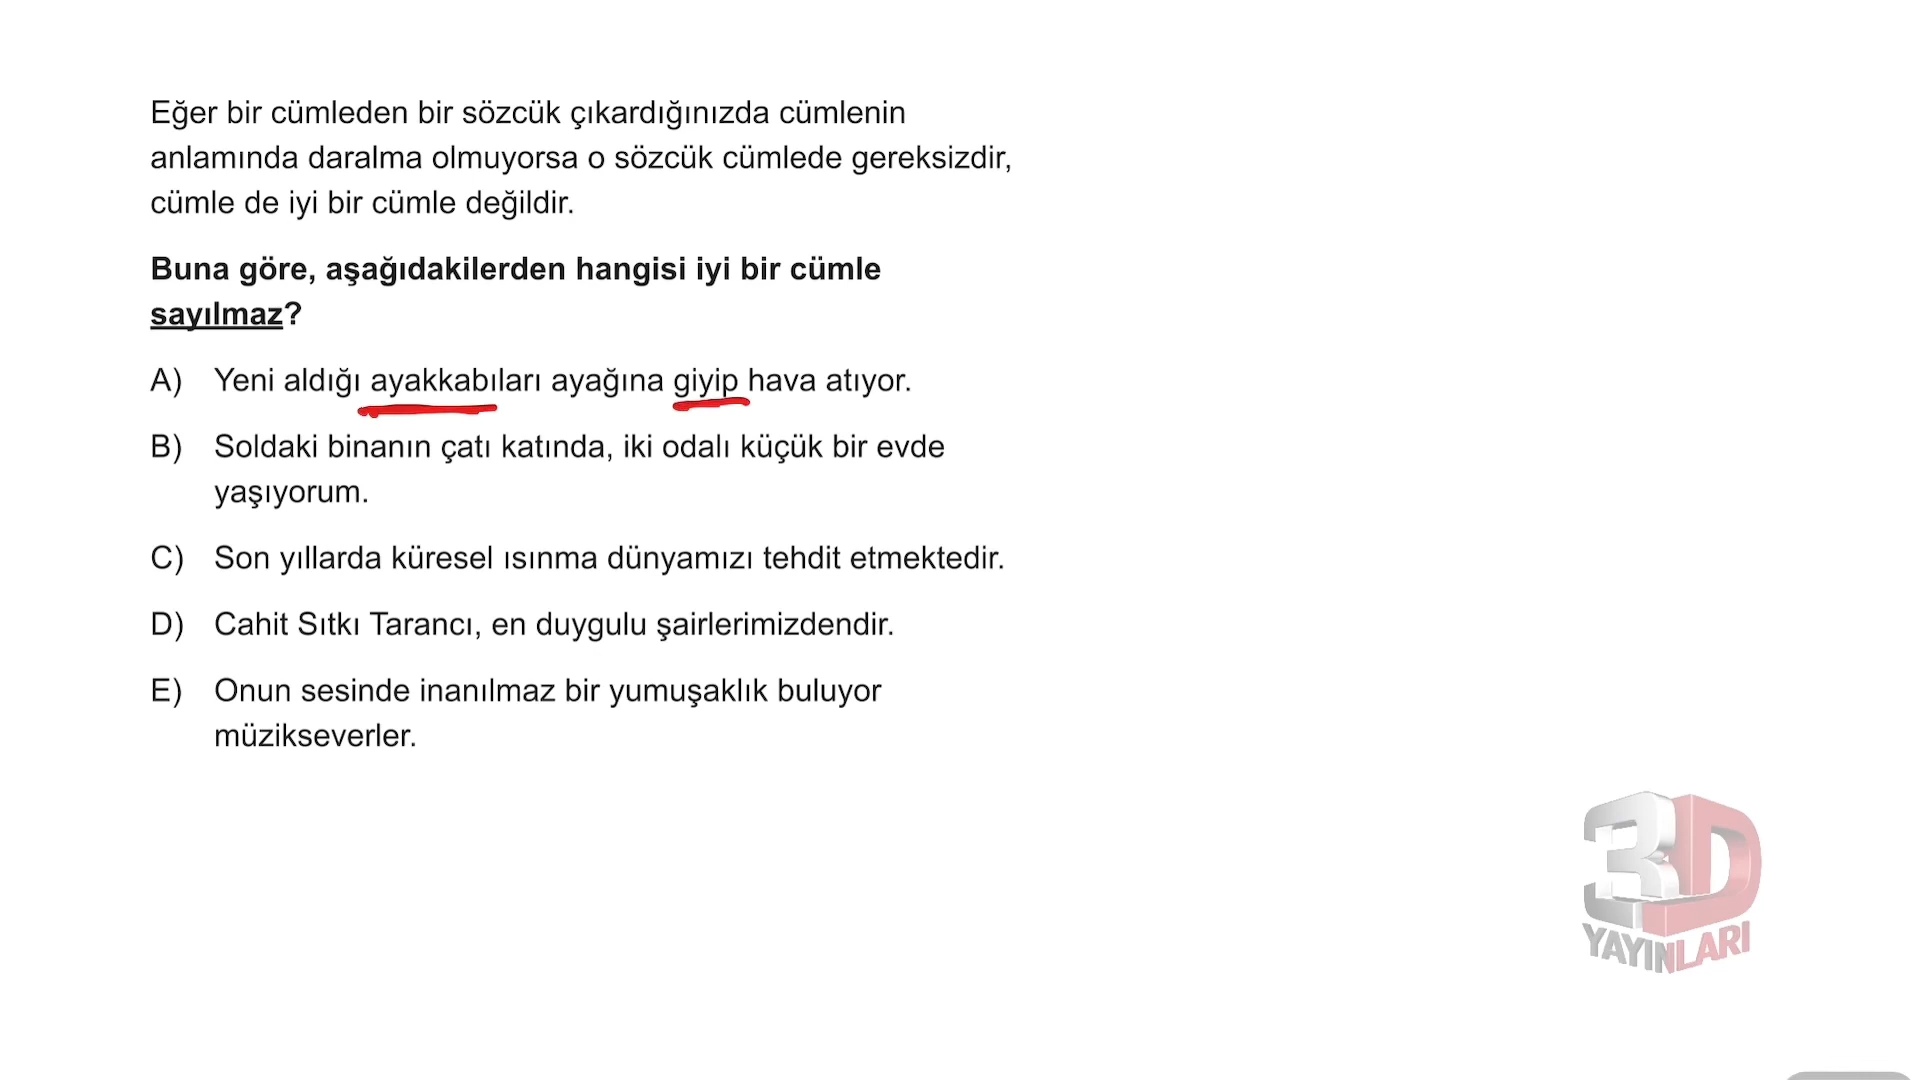 Eğer bir cümleden bir sözcük çıkardığınızda cümlenin
anlamında daralma olmuyorsa o sözcük cümlede gereksizdir,
cümle de iyi bir cümle değildir.
Buna göre, aşağıdakilerden hangisi iyi bir cümle
sayılmaz?
A) Yeni aldığı ayakkabıları ayağına giyip hava atıyor.
B) Soldaki binanın çatı katında, iki odalı küçük bir evde
yaşıyorum.
C) Son yıllarda küresel ısınma dünyamızı tehdit etmektedir.
D) Cahit Sıtkı Tarancı, en duygulu şairlerimizdendir.
E) Onun sesinde inanılmaz bir yumuşaklık buluyor
müzikseverler.
3D
YAYINLARI